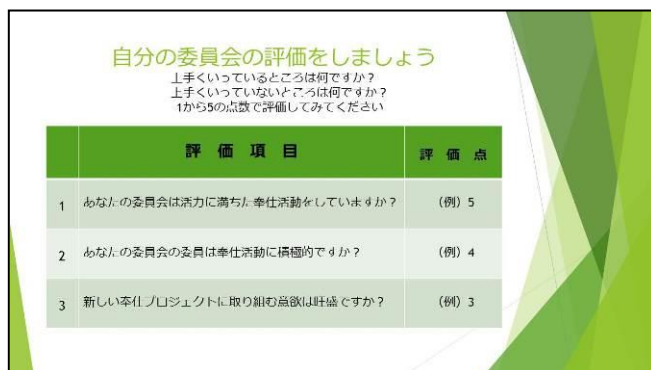 自分の委員会の評価をしましょう
上手くいっているところは何ですか？
上手くいっていないところは何ですか？
1から5の点数で評価してみてください
評 価 項 目 評 価 点
1 あなたの委員会は活力に満ちた奉仕活動をしていますか？ （例）5
2 あなたの委員会の委員は奉仕活動に積極的ですか？ （例）4
3 新しい奉仕プロジェクトに取り組む意欲は旺盛ですか？ （例）3